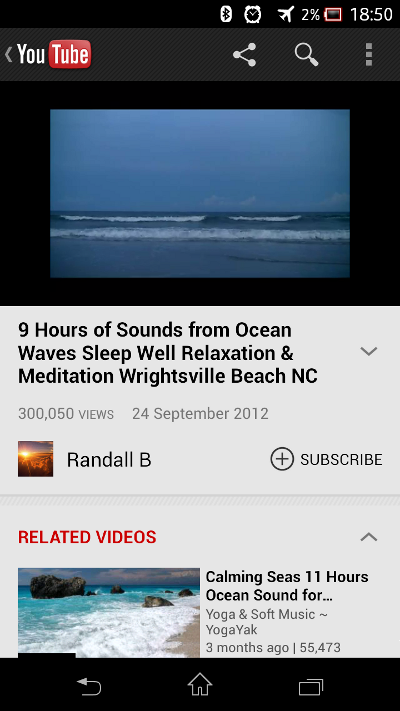 2% 18:50
You Tube
9 Hours of Sounds from Ocean
Waves Sleep Well Relaxation &
Meditation Wrightsville Beach NC
300,050 VIEWS 24 September 2012
Randall B SUBSCRIBE
RELATED VIDEOS
Calming Seas 11 Hours
Ocean Sound for...
Yoga & Soft Music ~
YogaYak
3 months ago | 55,473